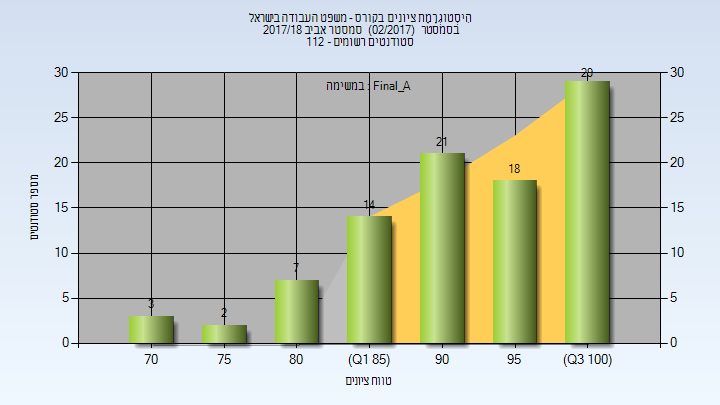 היסטוגרמת ציונים בקורס - משפט העבודה בישראל
בסמסטר (02/2017) סמסטר אביב 2017/18
סטודנטים רשומים - 112
במשימה : Final_A
מספר סטודנטים
30 30
25 25
20 20
15 15
10 10
5 5
0 0
3 2 7 14 21 18 29
70 75 80 (Q1 85) 90 95 (Q3 100)
טווח ציונים